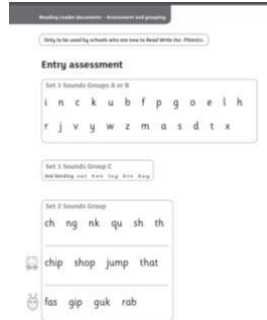 Reading Leader documents – Assessment and grouping
Only to be used by schools who are new to Read Write Inc. Phonics.
Entry assessment
Set 1 Sounds Groups A or B
i n c k u b f p g o e l h
r j v y w z m a s d t x
Set 1 Sounds Group C
Oral blending
Set 2 Sounds Group
ch ng nk qu sh th
chip shop jump that
fas gip guk rab